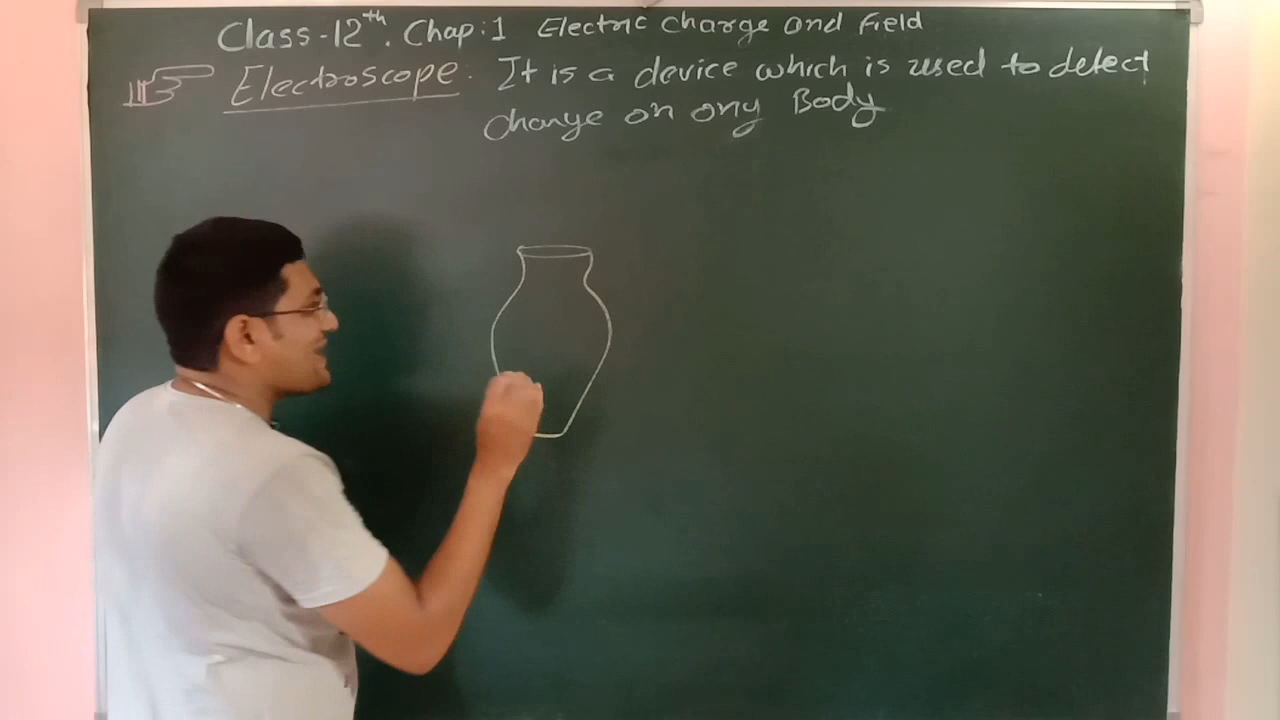 Class-12th. Chap:1 Electric Charge and Field
Electroscope: It is a device which is used to detect
Charge on any Body